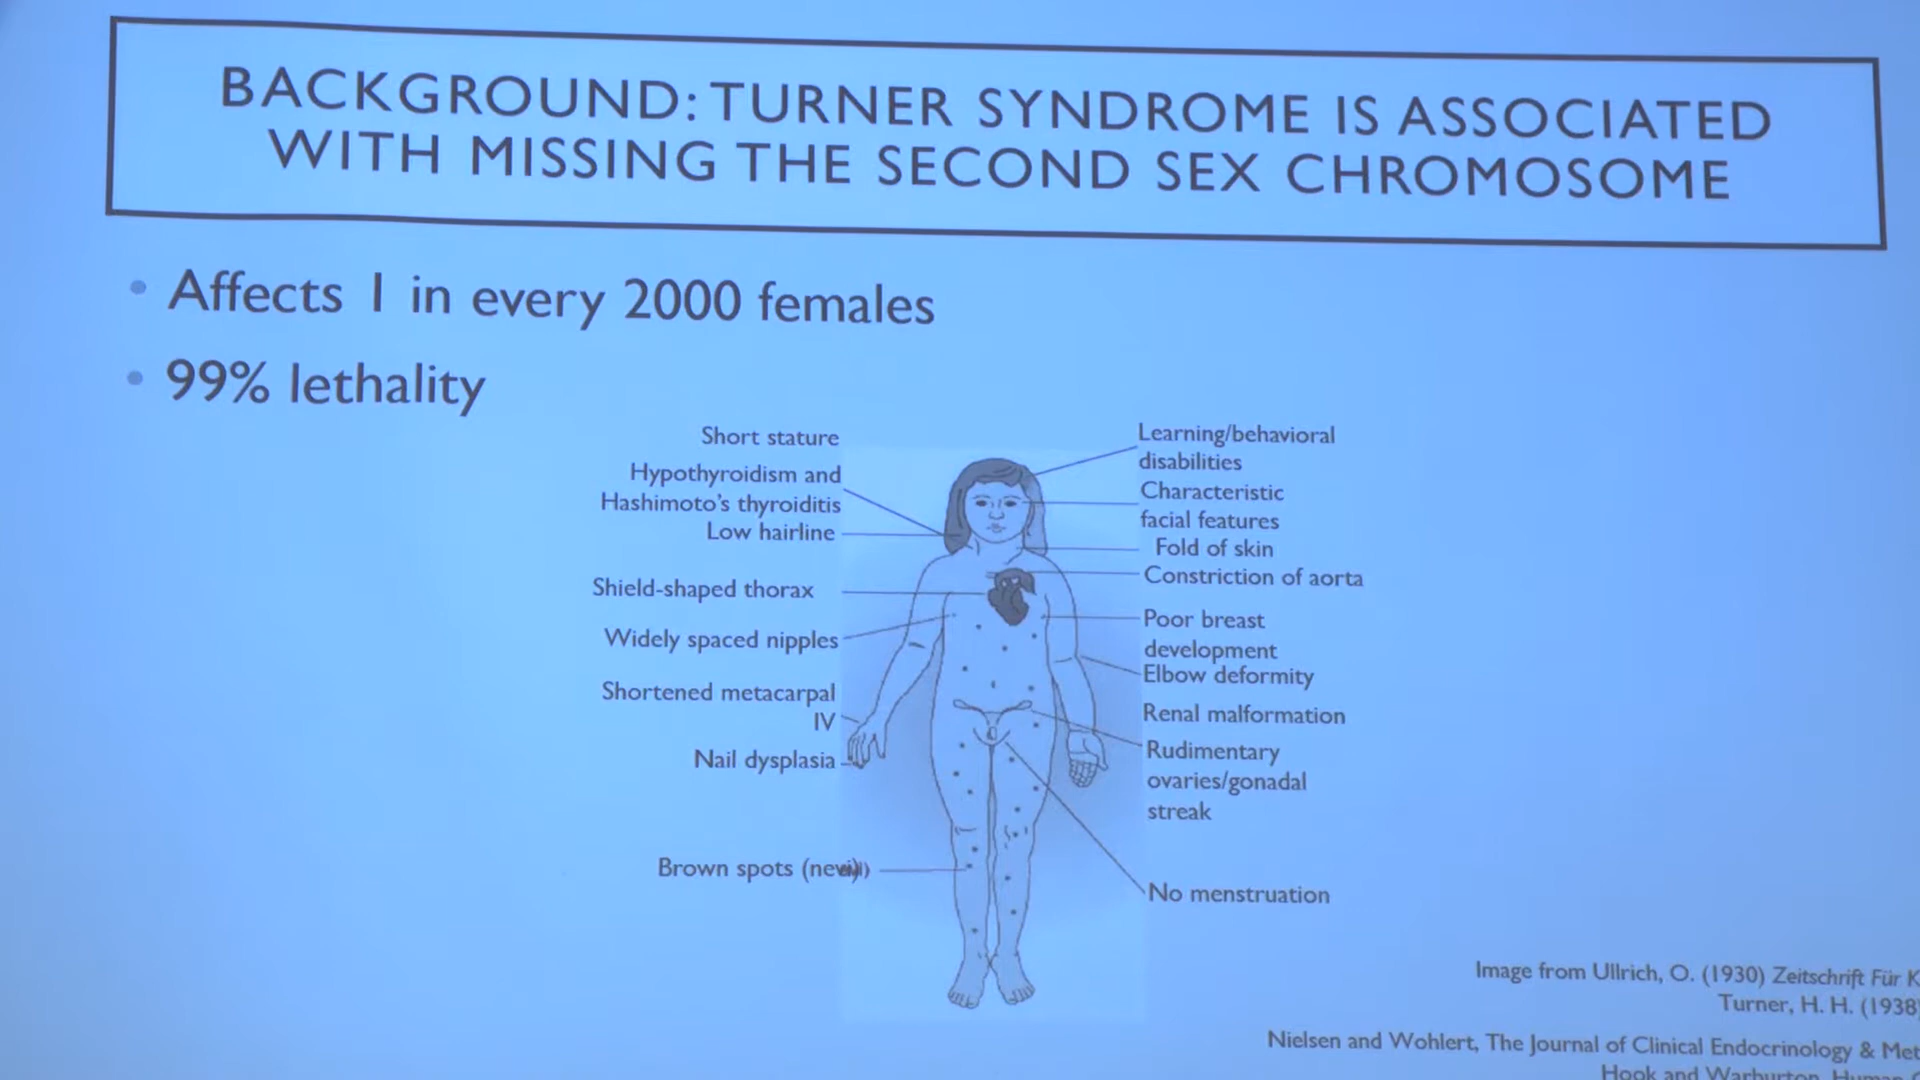 BACKGROUND: TURNER SYNDROME IS ASSOCIATED
WITH MISSING THE SECOND SEX CHROMOSOME
• Affects 1 in every 2000 females
• 99% lethality
Short stature
Hypothyroidism and
Hashimoto's thyroiditis
Low hairline
Shield-shaped thorax
Widely spaced nipples
Shortened metacarpal
IV
Nail dysplasia
Brown spots (nevi)
Learning/behavioral
disabilities
Characteristic
facial features
Fold of skin
Constriction of aorta
Poor breast
development
Elbow deformity
Renal malformation
Rudimentary
ovaries/gonadal
streak
No menstruation
Image from Ullrich, O. (1930) Zeitschrift Für K
Turner, H. H. (1938)
Nielsen and Wohlert, The Journal of Clinical Endocrinology & Met
Hook and Warburton, Human